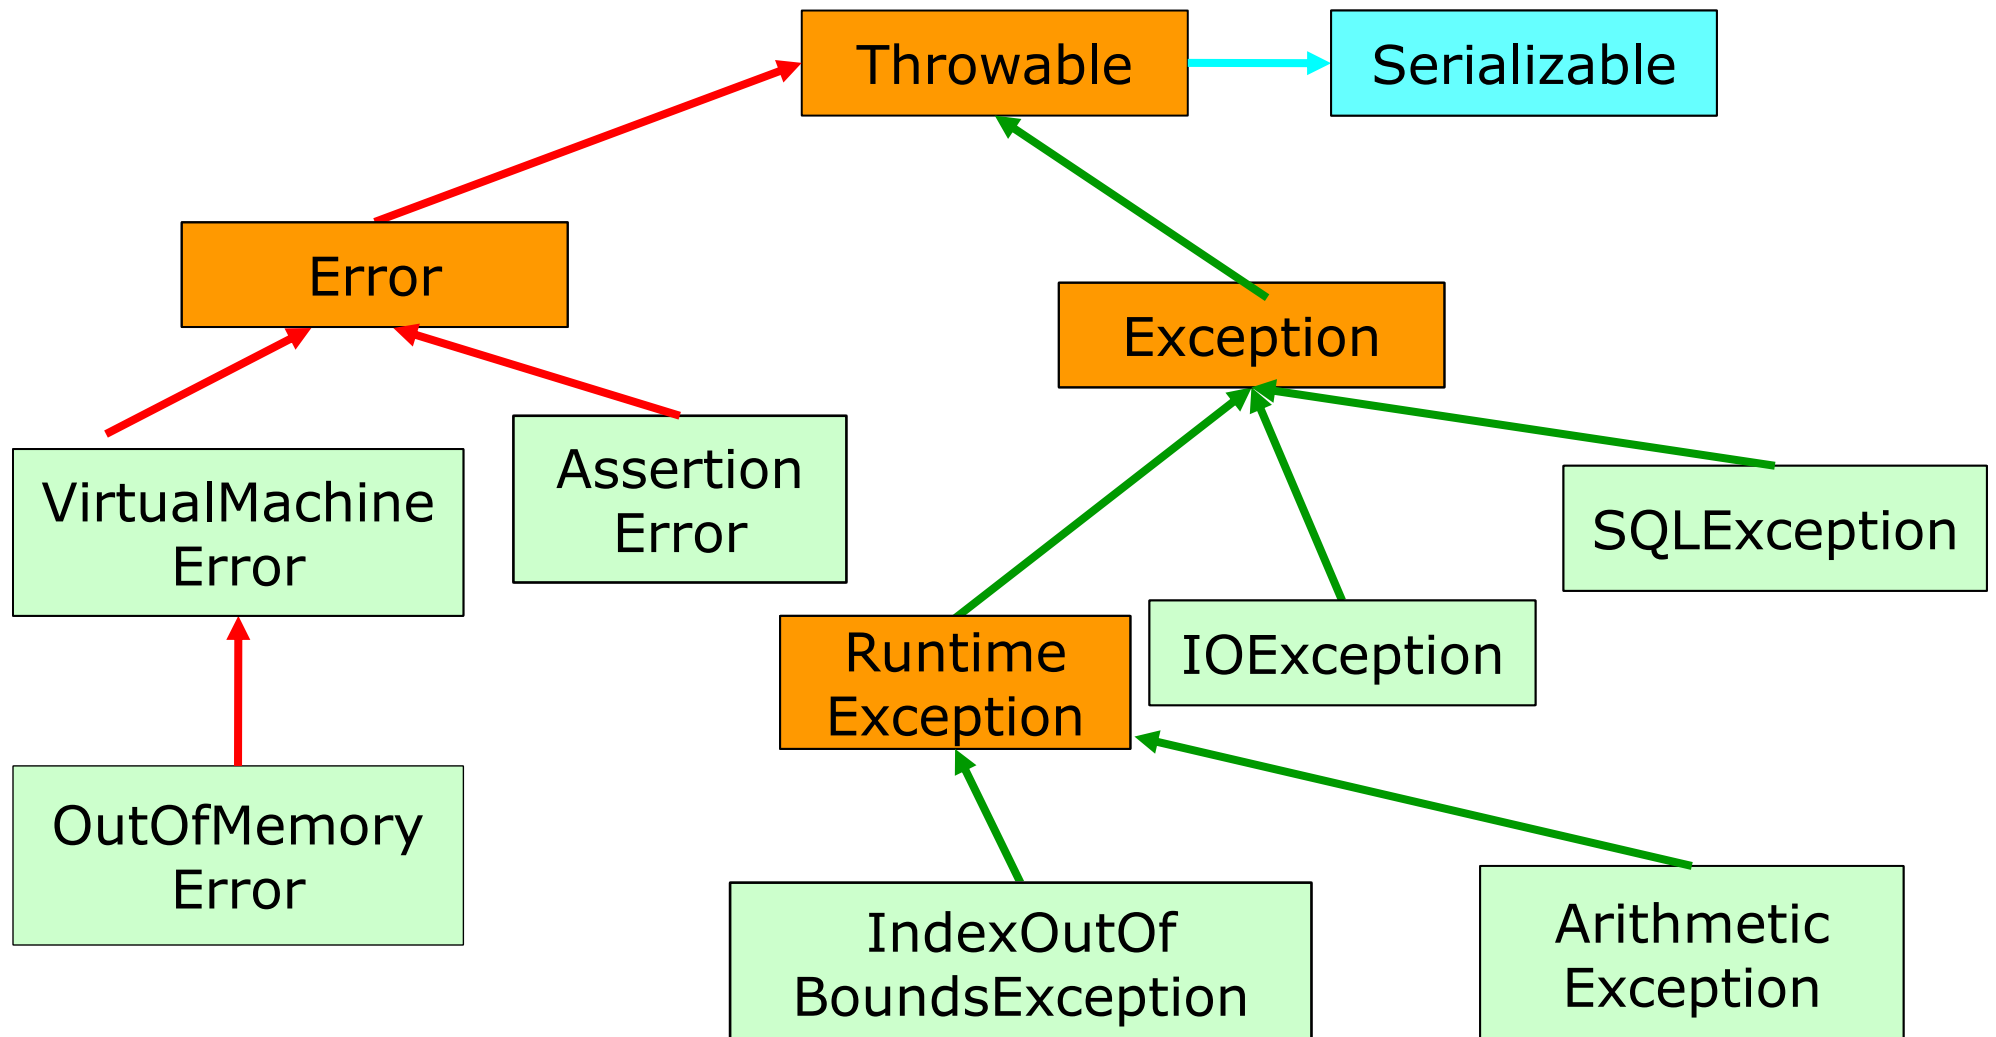 Throwable
Serializable
Error
Exception
VirtualMachine
Error
Assertion
Error
SQLException
Runtime
Exception
IOException
OutOfMemory
Error
IndexOutOf
BoundsException
Arithmetic
Exception